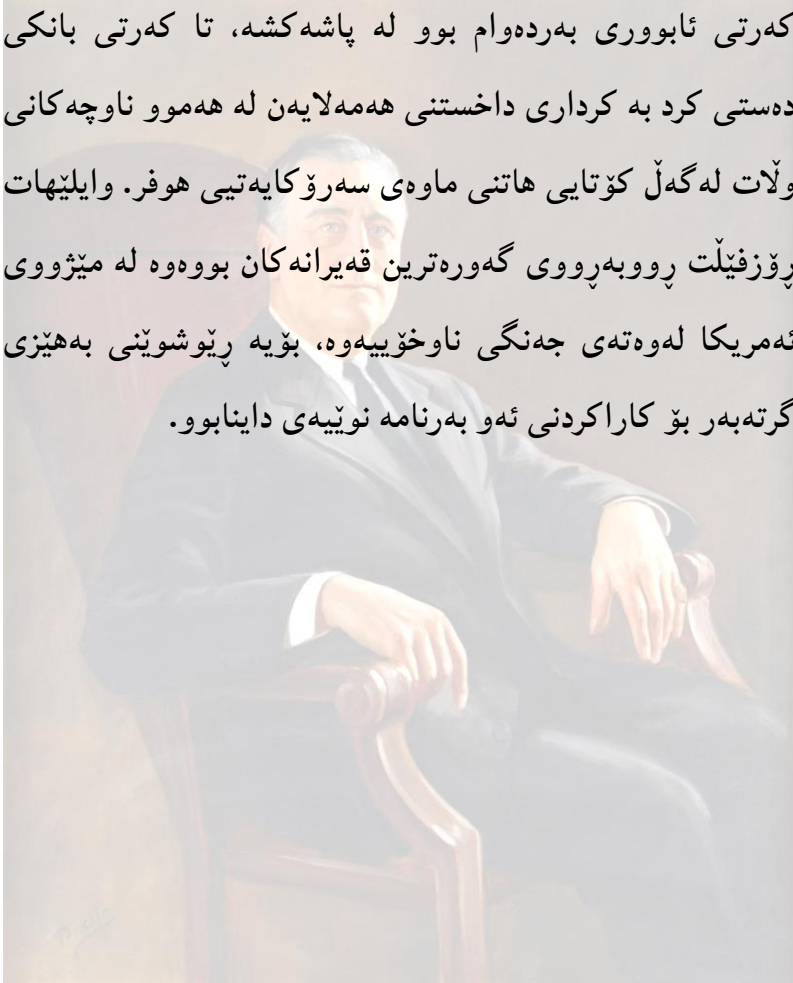 کەرتی ئابووری بەردەوام بوو لە پاشەکشە، تا کەرتی بانکی
دەستی کرد بە کرداری داخستنی هەمەلایەن لە هەموو ناوچەکانی
وڵات لەگەڵ کۆتایی هاتنی ماوەی سەرۆکایەتیی هوفر. وایلێهات
ڕۆزفێڵت ڕووبەڕووی گەورەترین قەیرانەکان بووەوە لە مێژووی
ئەمریکا لەوەتەی جەنگی ناوخۆییەوە، بۆیە ڕێوشوێنی بەهێزی
گرتەبەر بۆ کاراکردنی ئەو بەرنامە نوێیەی داینابوو.